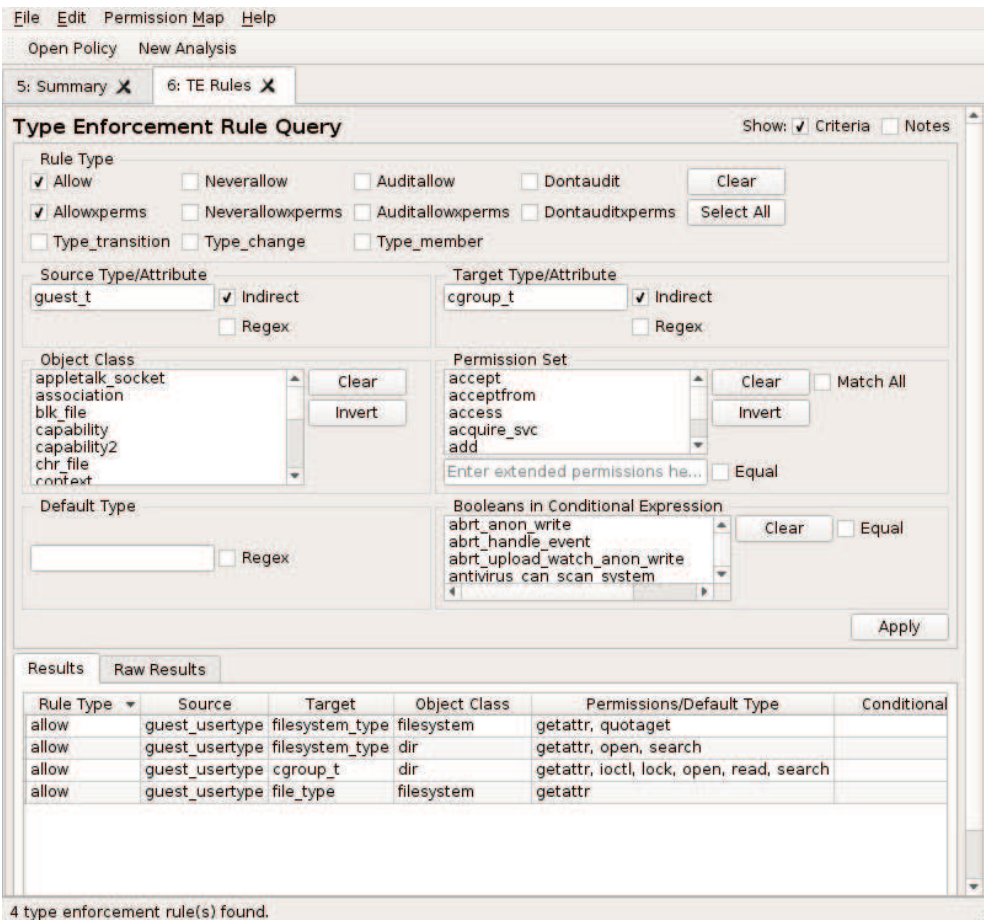 File Edit Permission Map Help
Open Policy New Analysis
5: Summary X 6: TE Rules X
Type Enforcement Rule Query Show: Criteria Notes
Rule Type
Allow Neverallow Auditallow Dontaudit Clear
Allowxperms Neverallowxperms Auditallowxperms Dontauditxperms Select All
Type_transition Type_change Type_member
Source Type/Attribute Target Type/Attribute
guest_t Indirect cgroup_t Indirect
Regex Regex
Object Class Permission Set
appletalk_socket accept Clear Match All
association Clear acceptfrom
blk_file Invert access Invert
capability acquire_svc
capability2 add
chr_file Enter extended permissions he... Equal
context
Default Type Booleans in Conditional Expression
abrt_anon_write Clear Equal
abrt_handle_event
Regex abrt_upload_watch_anon_write
antivirus_can_scan_system
Apply
Results Raw Results
Rule Type Source Target Object Class Permissions/Default Type Conditional
allow guest_usertype filesystem_type filesystem getattr, quotaget
allow guest_usertype filesystem_type dir getattr, open, search
allow guest_usertype cgroup_t dir getattr, ioctl, lock, open, read, search
allow guest_usertype file_type filesystem getattr
4 type enforcement rule(s) found.